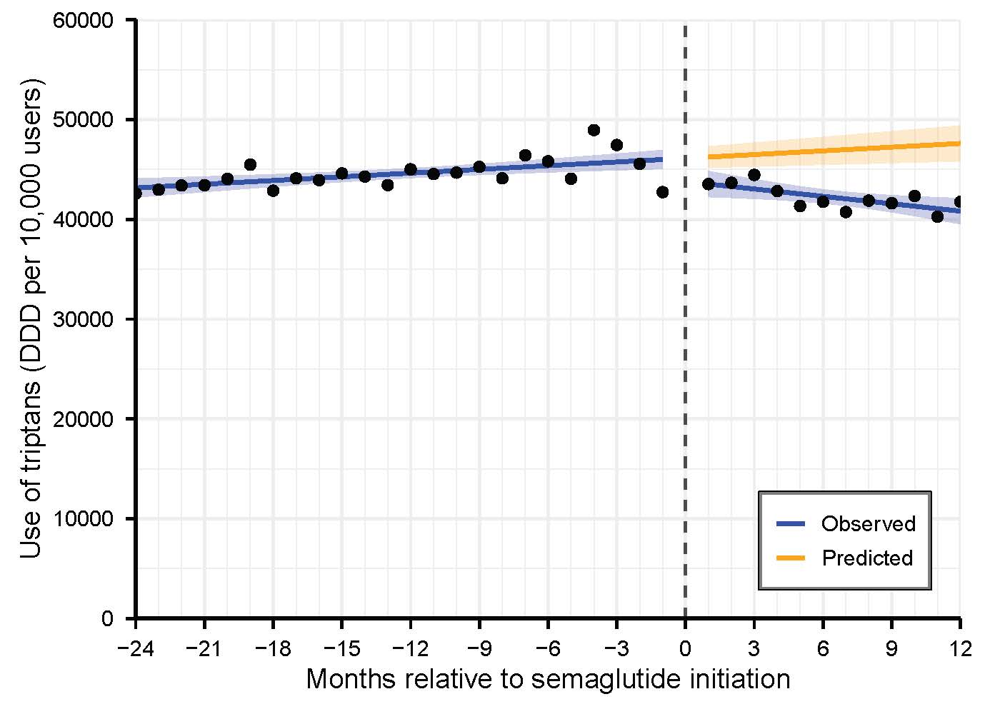 Use of triptans (DDD per 10,000 users)
60000
50000
40000
30000
20000
10000
0
Observed
Predicted
−24 −21 −18 −15 −12 −9 −6 −3 0 3 6 9 12
Months relative to semaglutide initiation